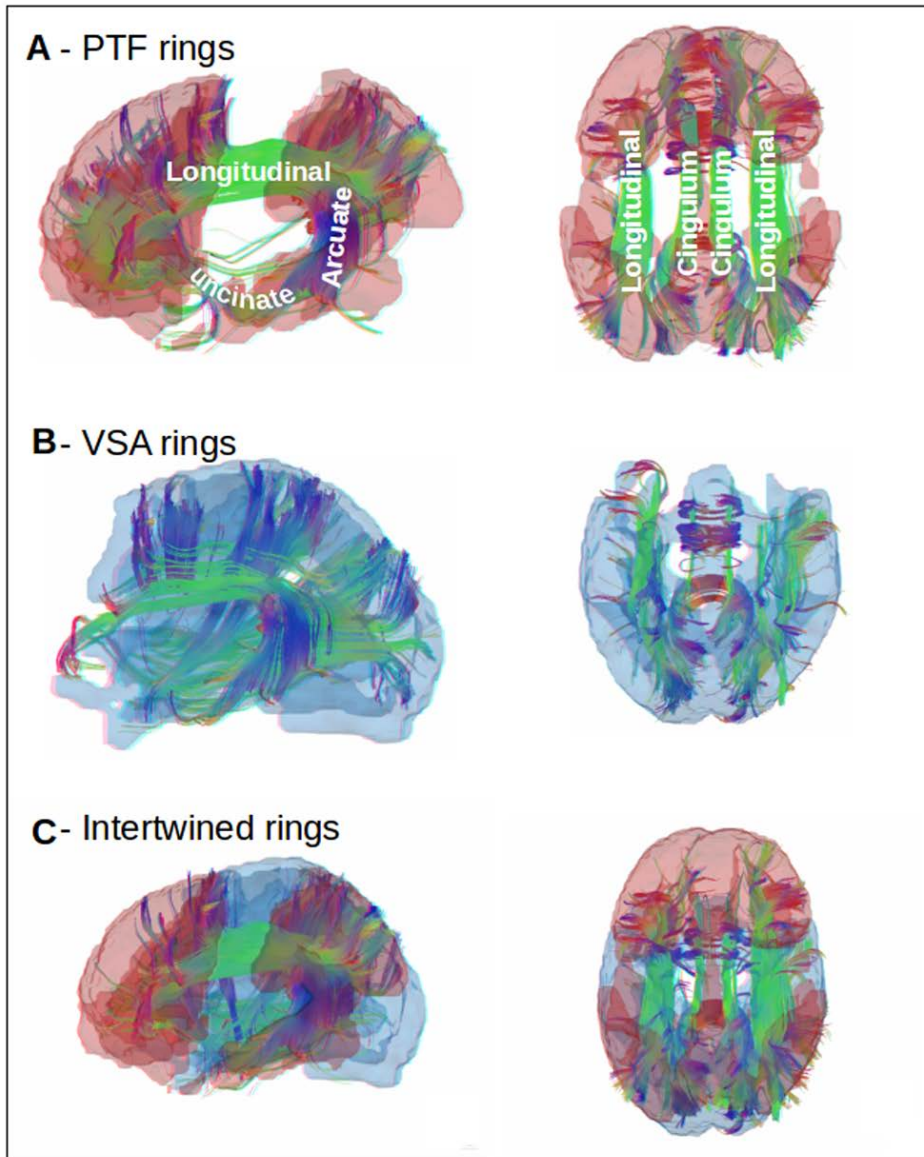 A - PTF rings
Longitudinal
Arcuate
uncinate
Longitudinal
Cingulum
Cingulum
Longitudinal
B - VSA rings
C - Intertwined rings